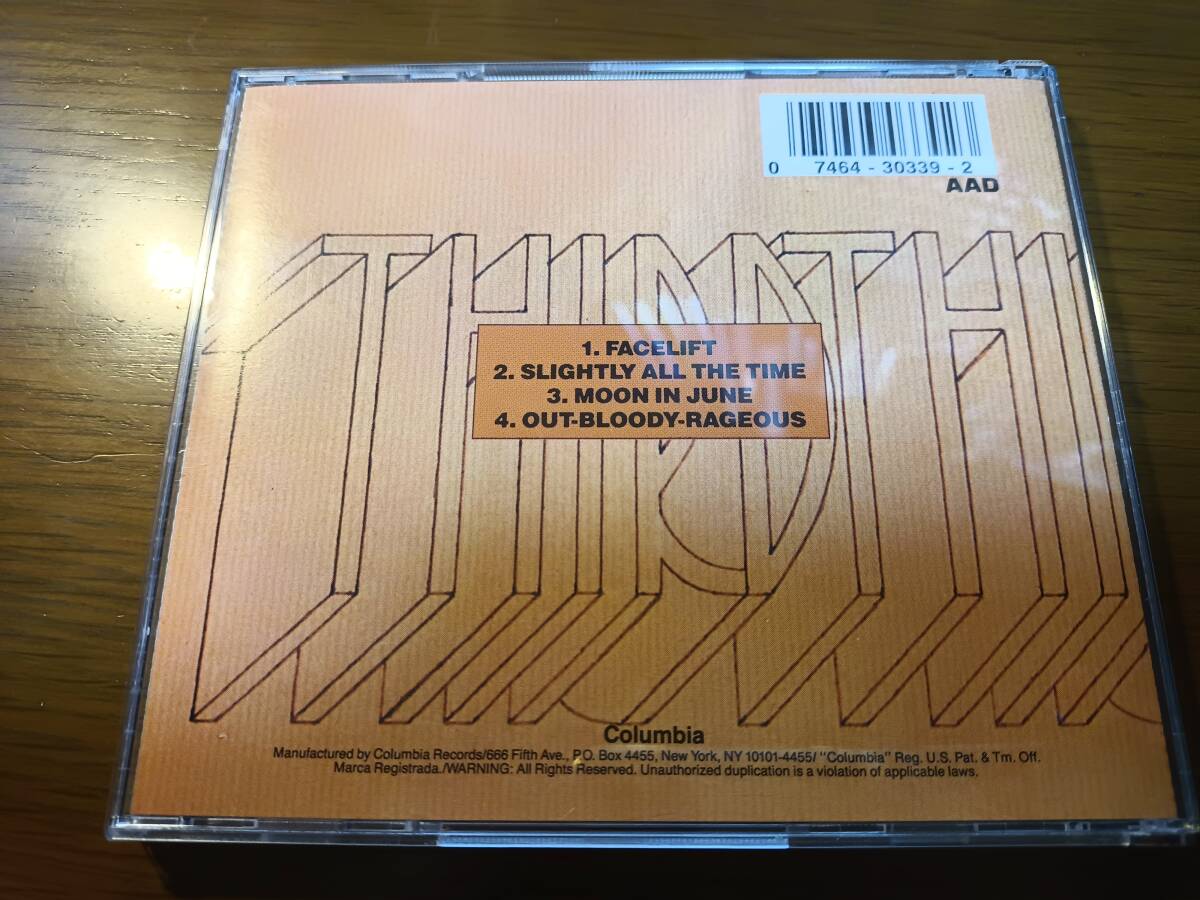 0 7464 - 30339 - 2
AAD
THIRDTHI
1. FACELIFT
2. SLIGHTLY ALL THE TIME
3. MOON IN JUNE
4. OUT-BLOODY-RAGEOUS
Columbia
Manufactured by Columbia Records/666 Fifth Ave., P.O. Box 4455, New York, NY 10101-4455/ "Columbia" Reg. U.S. Pat. & Tm. Off.
Marca Registrada./WARNING: All Rights Reserved. Unauthorized duplication is a violation of applicable laws.